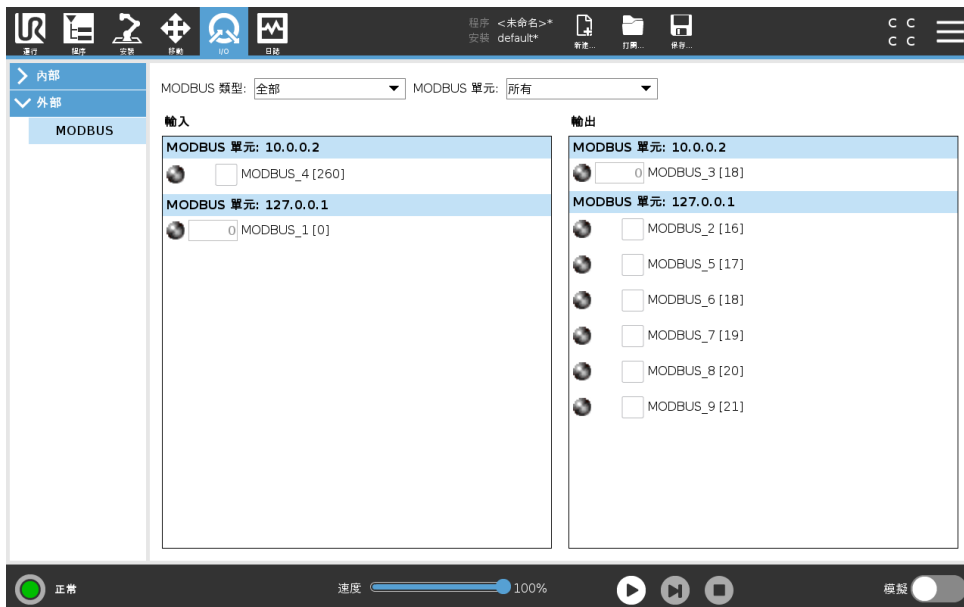 UR
程序 <未命名>*
安裝 default*
C C
C C
運行 程序 安裝 移動 I/O 日誌 新建... 打開... 保存...
內部
外部
MODBUS
MODBUS 類型: 全部 MODBUS 單元: 所有
輸入
MODBUS 單元: 10.0.0.2
MODBUS_4 [260]
MODBUS 單元: 127.0.0.1
0 MODBUS_1 [0]
輸出
MODBUS 單元: 10.0.0.2
0 MODBUS_3 [18]
MODBUS 單元: 127.0.0.1
MODBUS_2 [16]
MODBUS_5 [17]
MODBUS_6 [18]
MODBUS_7 [19]
MODBUS_8 [20]
MODBUS_9 [21]
正常 速度 100% 模擬